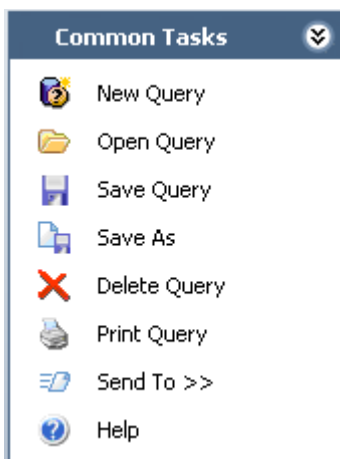 Common Tasks
New Query
Open Query
Save Query
Save As
Delete Query
Print Query
Send To >>
Help